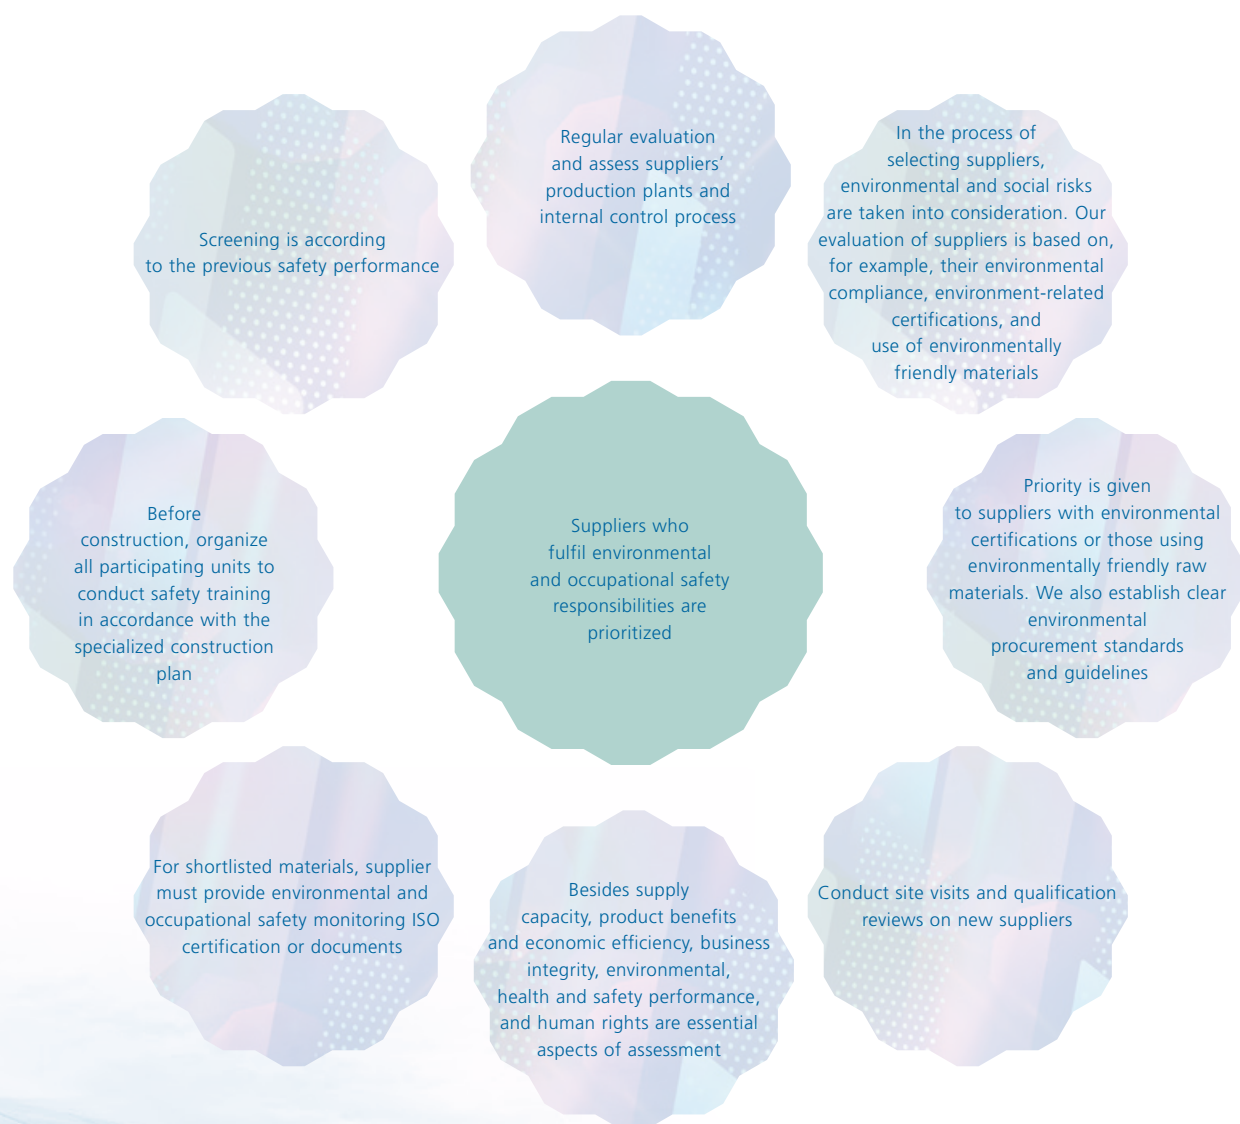 Regular evaluation
and assess suppliers’
production plants and
internal control process
In the process of
selecting suppliers,
environmental and social risks
are taken into consideration. Our
evaluation of suppliers is based on,
for example, their environmental
compliance, environment-related
certifications, and
use of environmentally
friendly materials
Screening is according
to the previous safety performance
Before
construction, organize
all participating units to
conduct safety training
in accordance with the
specialized construction
plan
Suppliers who
fulfil environmental
and occupational safety
responsibilities are
prioritized
Priority is given
to suppliers with environmental
certifications or those using
environmentally friendly raw
materials. We also establish clear
environmental
procurement standards
and guidelines
For shortlisted materials, supplier
must provide environmental and
occupational safety monitoring ISO
certification or documents
Besides supply
capacity, product benefits
and economic efficiency, business
integrity, environmental,
health and safety performance,
and human rights are essential
aspects of assessment
Conduct site visits and qualification
reviews on new suppliers